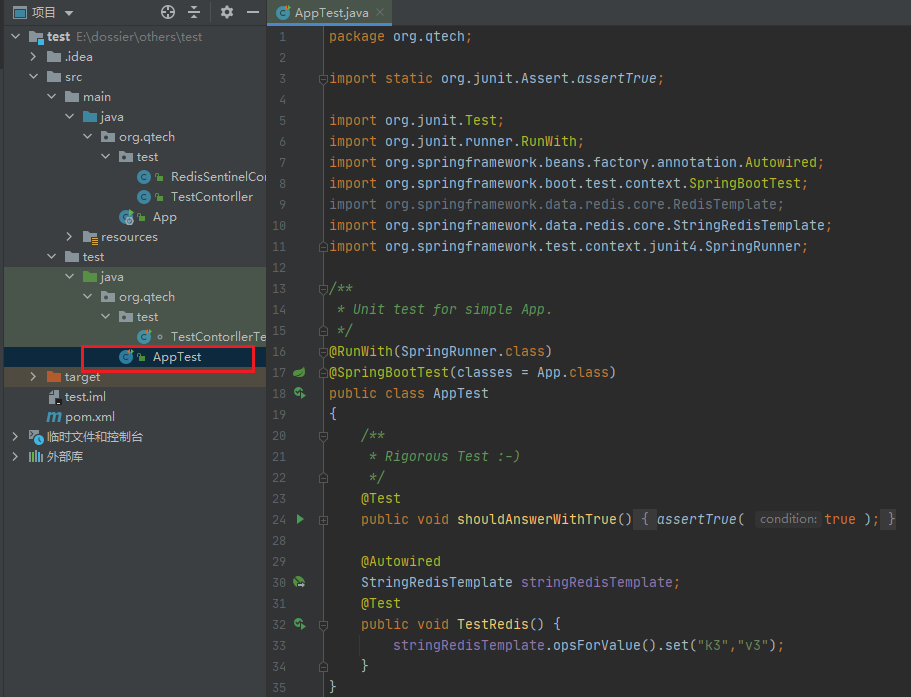 项目
test E:\dossier\others\test
.idea
src
main
java
org.qtech
test
RedisSentinelCon
TestContorller
App
resources
test
java
org.qtech
test
TestContorllerTe
AppTest
target
test.iml
pom.xml
临时文件和控制台
外部库
AppTest.java
1 package org.qtech;
2
3 import static org.junit.Assert.assertTrue;
4
5 import org.junit.Test;
6 import org.junit.runner.RunWith;
7 import org.springframework.beans.factory.annotation.Autowired;
8 import org.springframework.boot.test.context.SpringBootTest;
9 import org.springframework.data.redis.core.RedisTemplate;
10 import org.springframework.data.redis.core.StringRedisTemplate;
11 import org.springframework.test.context.junit4.SpringRunner;
12
13 /**
14 * Unit test for simple App.
15 */
16 @RunWith(SpringRunner.class)
17 @SpringBootTest(classes = App.class)
18 public class AppTest
19 {
20 /**
21 * Rigorous Test :-)
22 */
23 @Test
24 public void shouldAnswerWithTrue() { assertTrue( condition: true ); }
28
29 @Autowired
30 StringRedisTemplate stringRedisTemplate;
31 @Test
32 public void TestRedis() {
33 stringRedisTemplate.opsForValue().set("k3","v3");
34 }
35 }